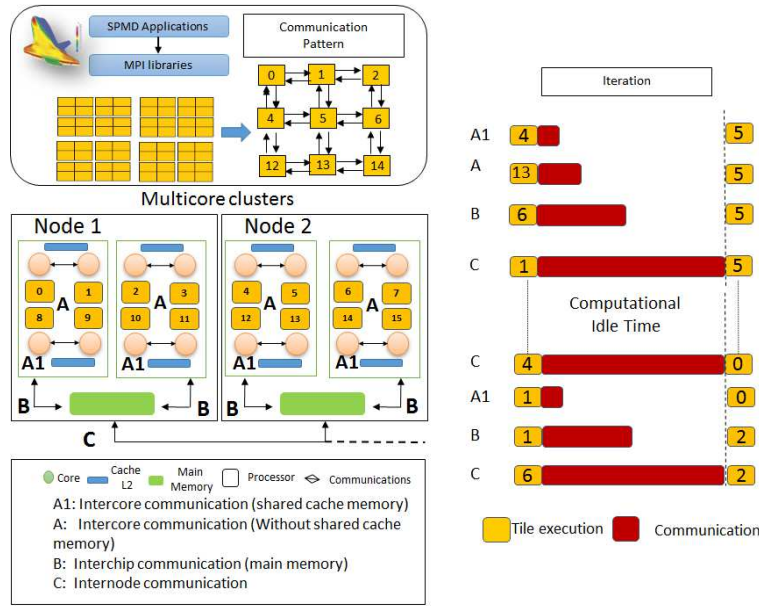 SPMD Applications
MPI libraries
Communication
Pattern
0 1 2
4 5 6
12 13 14
Multicore clusters
Node 1
0 1 2 3
A A
8 9 10 11
A1 A1
B B
Node 2
4 5 6 7
A A
12 13 14 15
A1 A1
B B
C
Core
Cache
L2
Main
Memory
Processor
Communications
A1: Intercore communication (shared cache memory)
A: Intercore communication (Without shared cache
memory)
B: Interchip communication (main memory)
C: Internode communication
Iteration
A1 4 5
A 13 5
B 6 5
C 1 5
Computational
Idle Time
C 4 0
A1 1 0
B 1 2
C 6 2
Tile execution
Communication